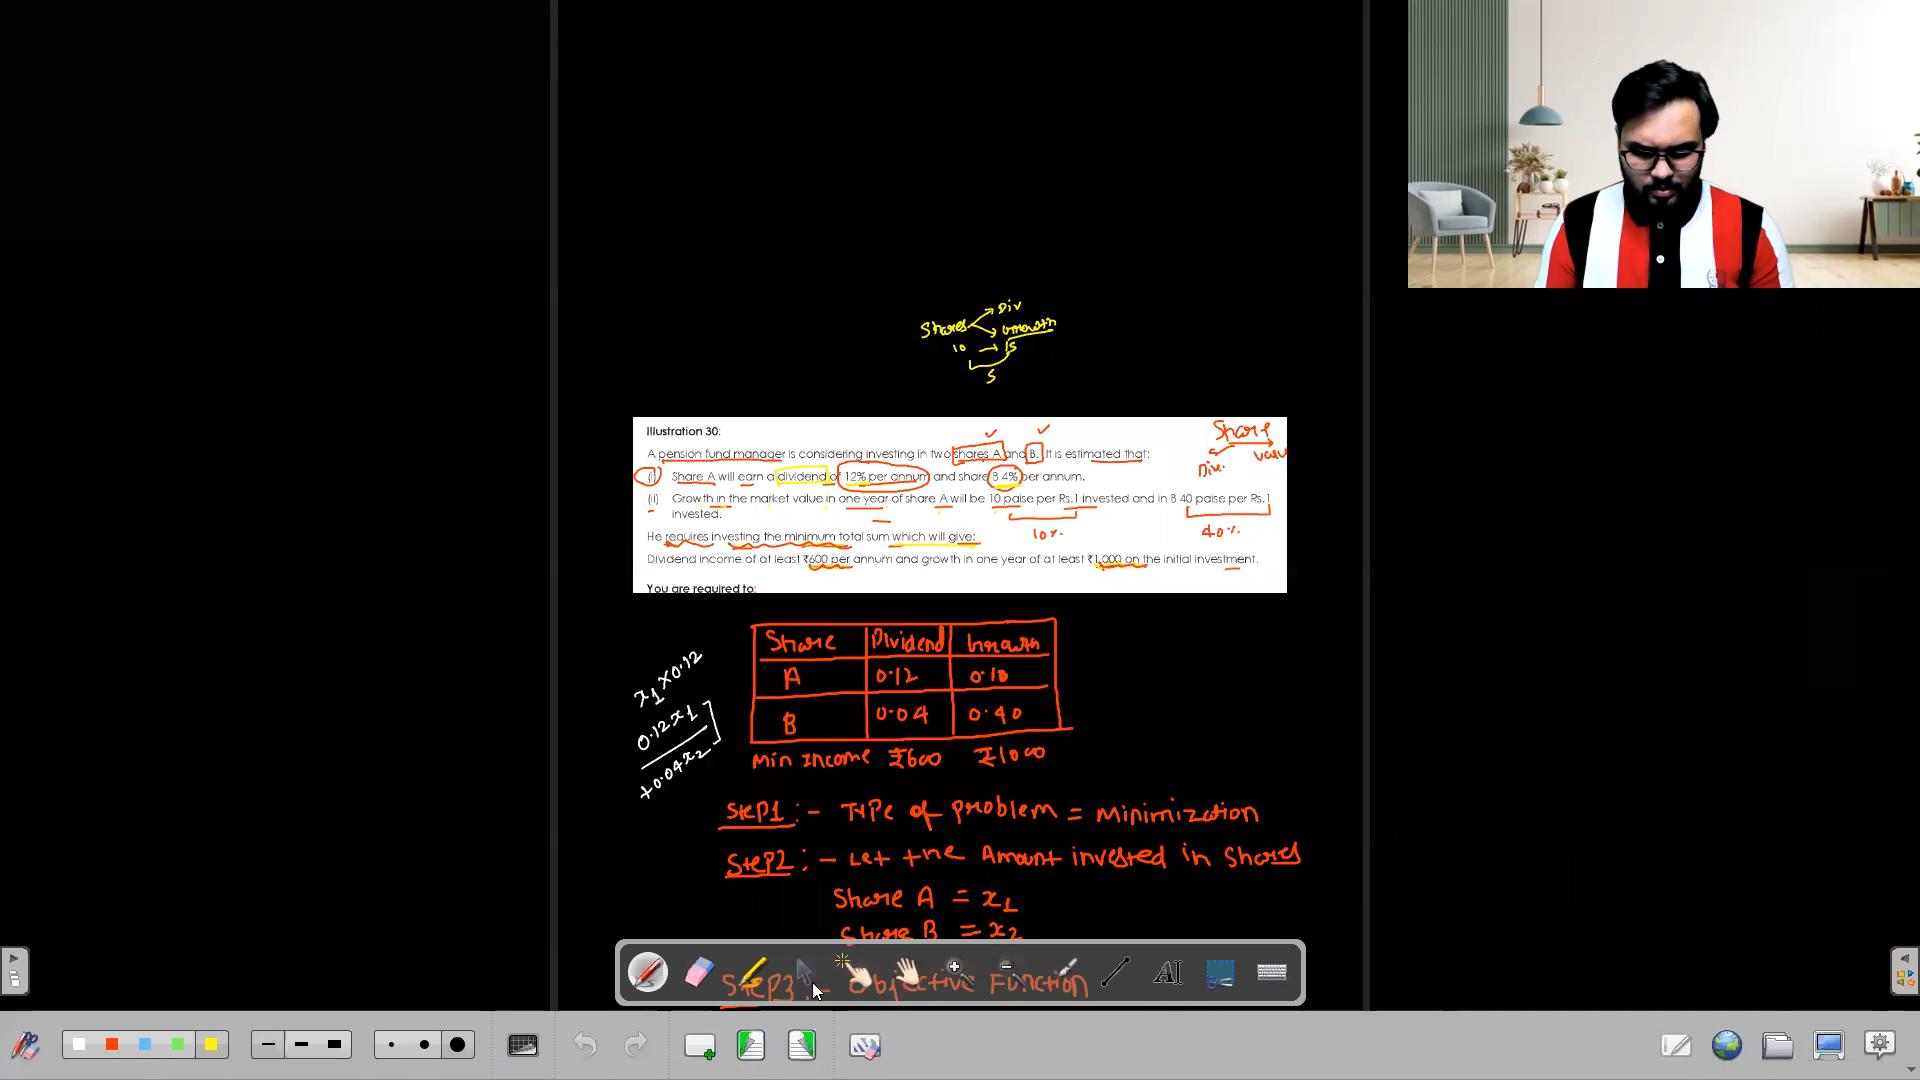 Div
Shares
Growth
10 → 15
5
Illustration 30:
A pension fund manager is considering investing in two shares A and B. It is estimated that:
(i) Share A will earn a dividend of 12% per annum and share B 4% per annum.
(ii) Growth in the market value in one year of share A will be 10 paise per Rs.1 invested and in B 40 paise per Rs.1
invested.
He requires investing the minimum total sum which will give:
Dividend income of at least ₹600 per annum and growth in one year of at least ₹1,000 on the initial investment.
You are required to:
Share
Div.
10%
40%
x1 × 0.12
0.12x1
+0.04x2
Share Dividend Growth
A 0.12 0.10
B 0.04 0.40
Min Income ₹600 ₹1000
Step1 :- Type of problem = Minimization
Step2 :- Let the Amount invested in Shares
Share A = x1
Share B = x2
Step3 :- Objective Function